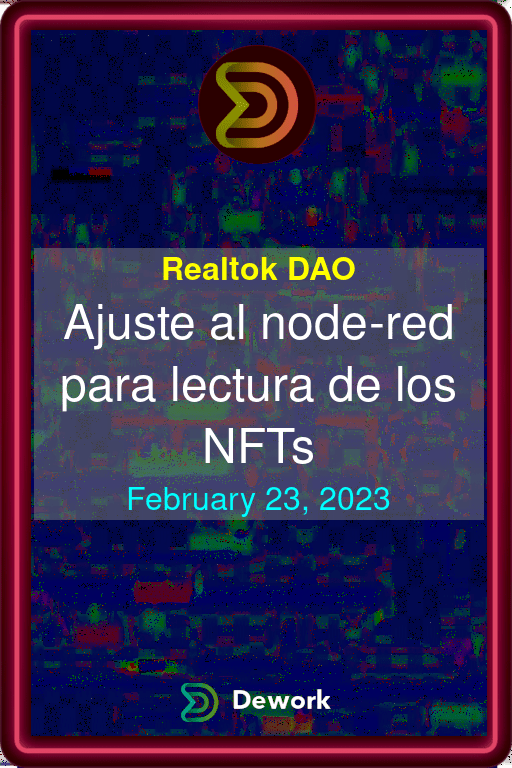 Realtok DAO
Ajuste al node-red
para lectura de los
NFTs
February 23, 2023
Dework